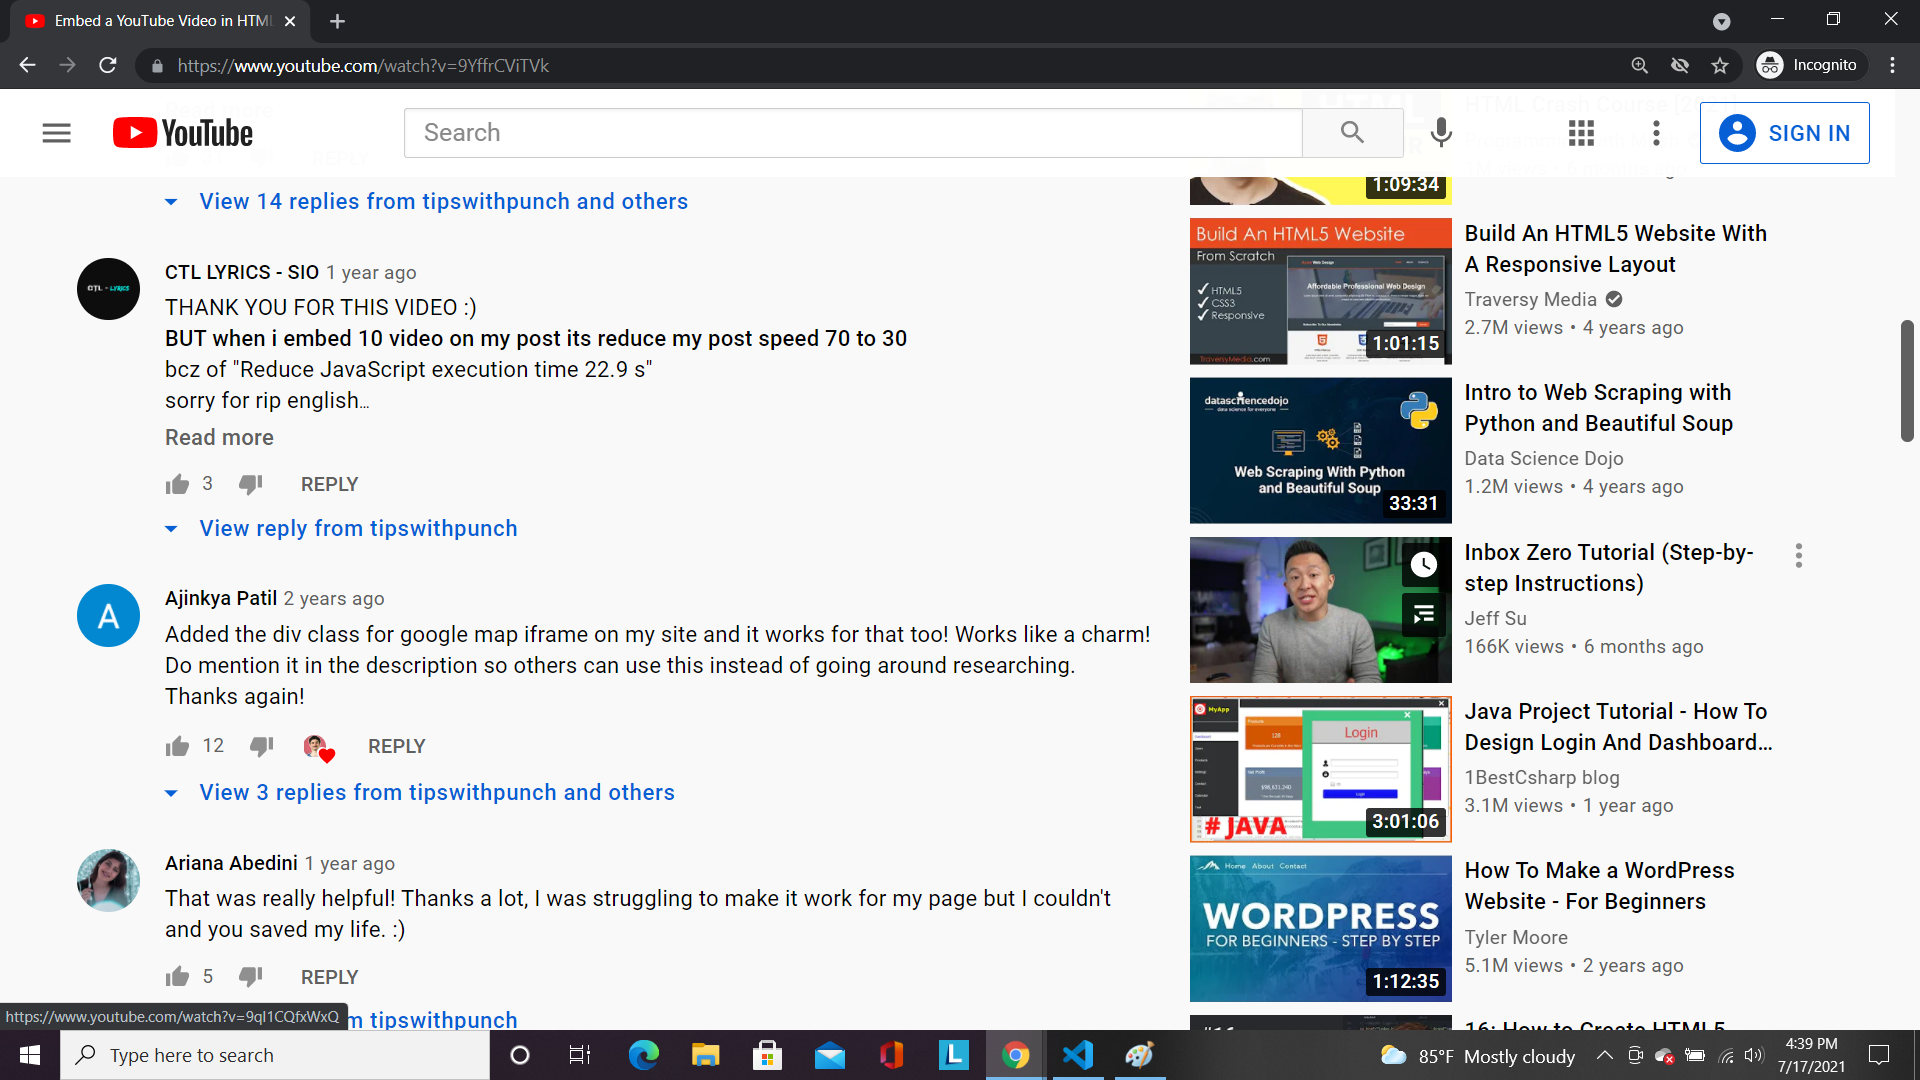 Embed a YouTube Video in HTML
https://www.youtube.com/watch?v=9YffrCViTVk
Incognito
YouTube
Search
SIGN IN
View 14 replies from tipswithpunch and others
CTL LYRICS - SIO 1 year ago
THANK YOU FOR THIS VIDEO :)
BUT when i embed 10 video on my post its reduce my post speed 70 to 30
bcz of "Reduce JavaScript execution time 22.9 s"
sorry for rip english...
Read more
3
REPLY
View reply from tipswithpunch
A
Ajinkya Patil 2 years ago
Added the div class for google map iframe on my site and it works for that too! Works like a charm!
Do mention it in the description so others can use this instead of going around researching.
Thanks again!
12
REPLY
View 3 replies from tipswithpunch and others
Ariana Abedini 1 year ago
That was really helpful! Thanks a lot, I was struggling to make it work for my page but I couldn't
and you saved my life. :)
5
REPLY
m tipswithpunch
https://www.youtube.com/watch?v=9qI1CQfxWxQ
1:09:34
Build An HTML5 Website
From Scratch
HTML5
CSS3
Responsive
Affordable Professional Web Design
TraversyMedia.com
1:01:15
Build An HTML5 Website With
A Responsive Layout
Traversy Media
2.7M views • 4 years ago
datasciencedojo
data science for everyone
Web Scraping With Python
and Beautiful Soup
33:31
Intro to Web Scraping with
Python and Beautiful Soup
Data Science Dojo
1.2M views • 4 years ago
Inbox Zero Tutorial (Step-by-
step Instructions)
Jeff Su
166K views • 6 months ago
MyApp
Login
# JAVA
3:01:06
Java Project Tutorial - How To
Design Login And Dashboard...
1BestCsharp blog
3.1M views • 1 year ago
Home About Contact
WORDPRESS
FOR BEGINNERS - STEP BY STEP
1:12:35
How To Make a WordPress
Website - For Beginners
Tyler Moore
5.1M views • 2 years ago
16: How to Create HTML5
Type here to search
85°F Mostly cloudy
4:39 PM
7/17/2021